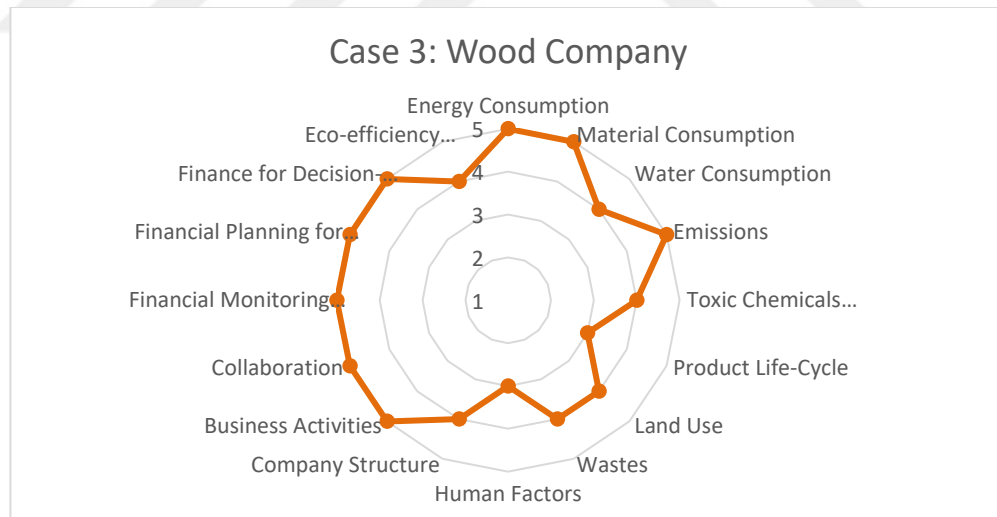 Case 3: Wood Company
Energy Consumption
Material Consumption
Water Consumption
Emissions
Toxic Chemicals...
Product Life-Cycle
Land Use
Wastes
Human Factors
Company Structure
Business Activities
Collaboration
Financial Monitoring...
Financial Planning for...
Finance for Decision-...
Eco-efficiency...
5
4
3
2
1